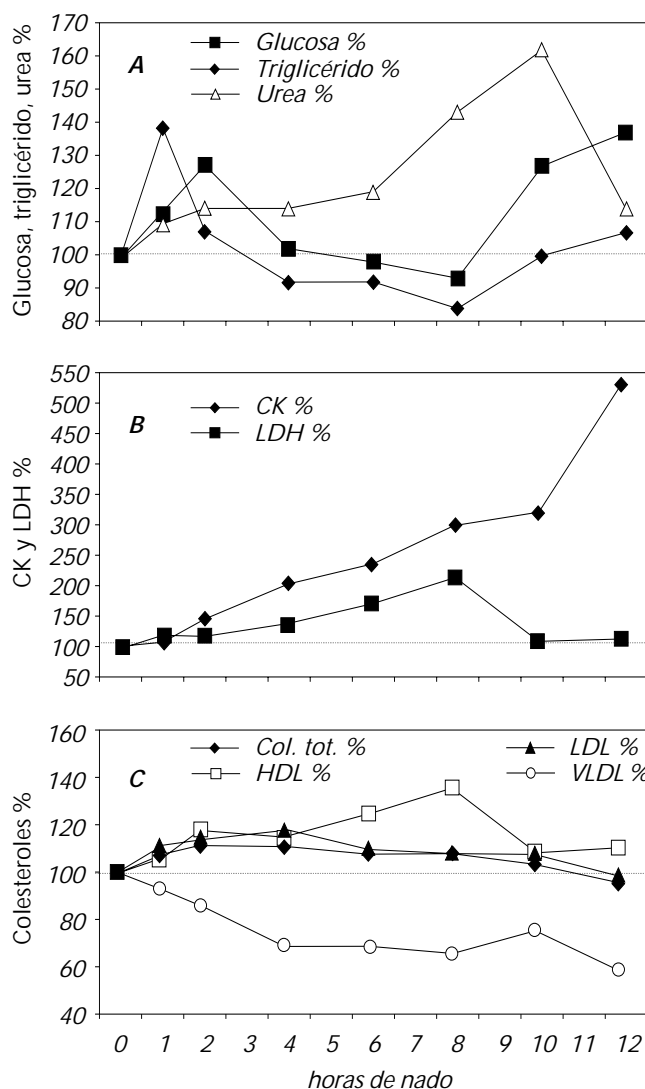 170
160
150
140
130
120
110
100
90
80
Glucosa, triglicérido, urea %
A
Glucosa %
Triglicérido %
Urea %
550
500
450
400
350
300
250
200
150
100
50
CK y LDH %
B
CK %
LDH %
160
140
120
100
80
60
40
Colesteroles %
C
Col. tot. %
LDL %
HDL %
VLDL %
0 1 2 3 4 5 6 7 8 9 10 11 12
horas de nado